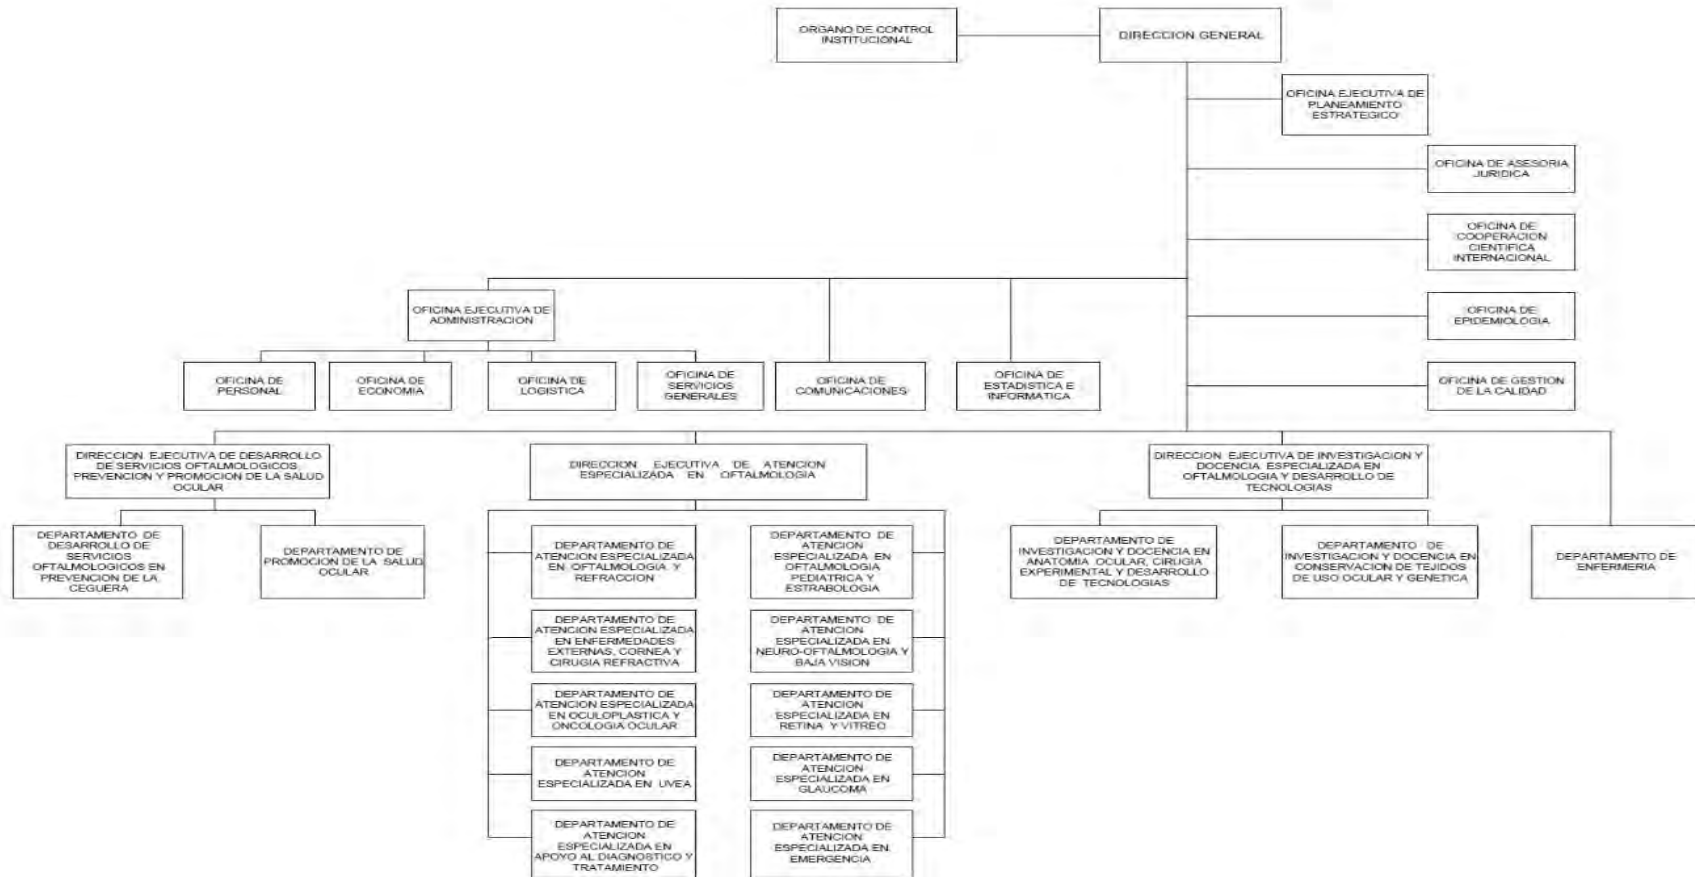 ORGANO DE CONTROL
INSTITUCIONAL
DIRECCION GENERAL
OFICINA EJECUTIVA DE
PLANEAMIENTO
ESTRATEGICO
OFICINA DE ASESORIA
JURIDICA
OFICINA DE
COOPERACION
CIENTIFICA
INTERNACIONAL
OFICINA EJECUTIVA DE
ADMINISTRACION
OFICINA DE
EPIDEMIOLOGIA
OFICINA DE
PERSONAL
OFICINA DE
ECONOMIA
OFICINA DE
LOGISTICA
OFICINA DE
SERVICIOS
GENERALES
OFICINA DE
COMUNICACIONES
OFICINA DE
ESTADISTICA E
INFORMATICA
OFICINA DE GESTION
DE LA CALIDAD
DIRECCION EJECUTIVA DE DESARROLLO
DE SERVICIOS OFTALMOLOGICOS,
PREVENCION Y PROMOCION DE LA SALUD
OCULAR
DIRECCION EJECUTIVA DE ATENCION
ESPECIALIZADA EN OFTALMOLOGIA
DIRECCION EJECUTIVA DE INVESTIGACION Y
DOCENCIA ESPECIALIZADA EN
OFTALMOLOGIA Y DESARROLLO DE
TECNOLOGIAS
DEPARTAMENTO DE
DESARROLLO DE
SERVICIOS
OFTALMOLOGICOS EN
PREVENCION DE LA
CEGUERA
DEPARTAMENTO DE
PROMOCION DE LA SALUD
OCULAR
DEPARTAMENTO DE
ATENCION ESPECIALIZADA
EN OFTALMOLOGIA Y
REFRACCION
DEPARTAMENTO DE
ATENCION
ESPECIALIZADA EN
OFTALMOLOGIA
PEDIATRICA Y
ESTRABOLOGIA
DEPARTAMENTO DE
INVESTIGACION Y DOCENCIA EN
ANATOMIA OCULAR, CIRUGIA
EXPERIMENTAL Y DESARROLLO
DE TECNOLOGIAS
DEPARTAMENTO DE
INVESTIGACION Y DOCENCIA EN
CONSERVACION DE TEJIDOS
DE USO OCULAR Y GENETICA
DEPARTAMENTO DE
ENFERMERIA
DEPARTAMENTO DE
ATENCION ESPECIALIZADA
EN ENFERMEDADES
EXTERNAS, CORNEA Y
CIRUGIA REFRACTIVA
DEPARTAMENTO DE
ATENCION
ESPECIALIZADA EN
NEURO-OFTALMOLOGIA Y
BAJA VISION
DEPARTAMENTO DE
ATENCION ESPECIALIZADA
EN OCULOPLASTICA Y
ONCOLOGIA OCULAR
DEPARTAMENTO DE
ATENCION
ESPECIALIZADA EN
RETINA Y VITREO
DEPARTAMENTO DE
ATENCION
ESPECIALIZADA EN UVEA
DEPARTAMENTO DE
ATENCION
ESPECIALIZADA EN
GLAUCOMA
DEPARTAMENTO DE
ATENCION
ESPECIALIZADA EN
APOYO AL DIAGNOSTICO Y
TRATAMIENTO
DEPARTAMENTO DE
ATENCION
ESPECIALIZADA EN
EMERGENCIA